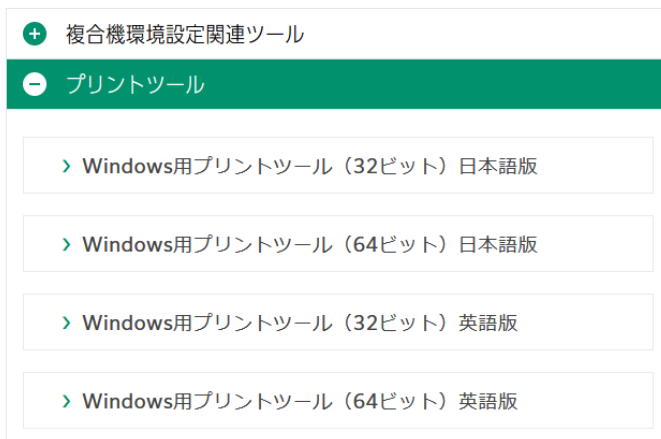 複合機環境設定関連ツール
プリントツール
Windows用プリントツール（32ビット）日本語版
Windows用プリントツール（64ビット）日本語版
Windows用プリントツール（32ビット）英語版
Windows用プリントツール（64ビット）英語版